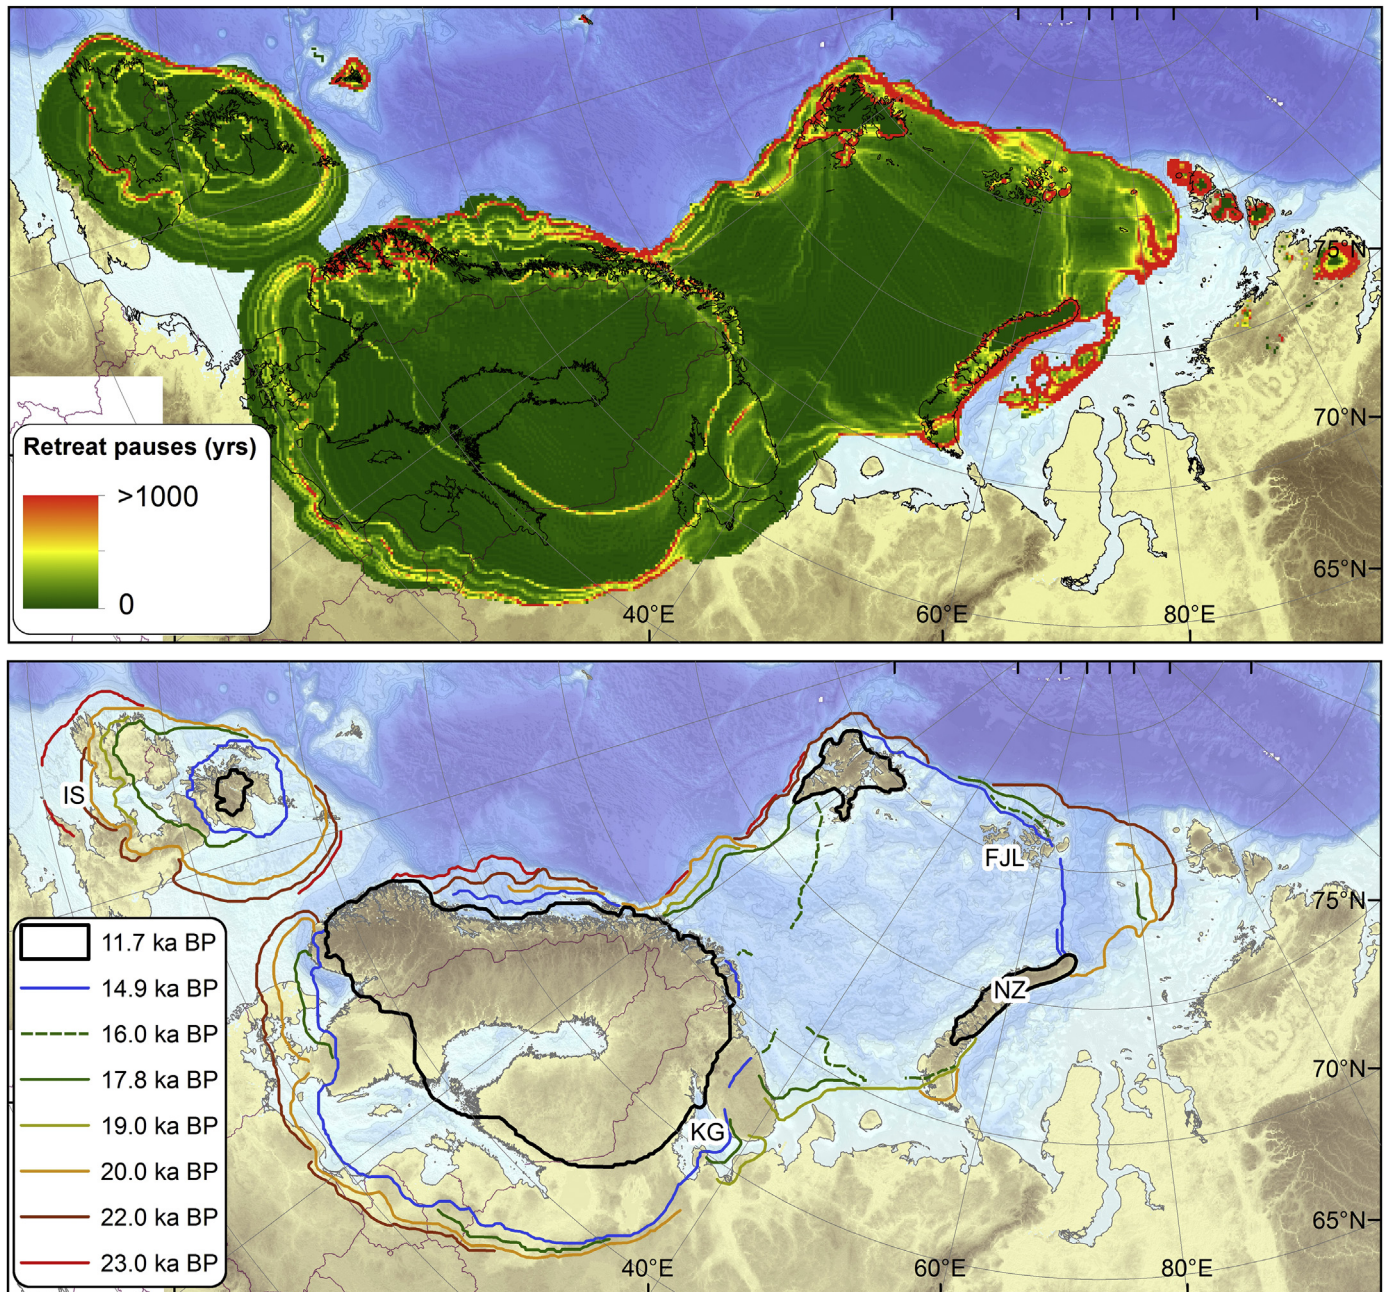 75°N
70°N
Retreat pauses (yrs)
>1000
0
65°N
40°E
60°E
80°E
IS
FJL
75°N
11.7 ka BP
14.9 ka BP
NZ
16.0 ka BP
70°N
17.8 ka BP
19.0 ka BP
KG
20.0 ka BP
22.0 ka BP
65°N
23.0 ka BP
40°E
60°E
80°E